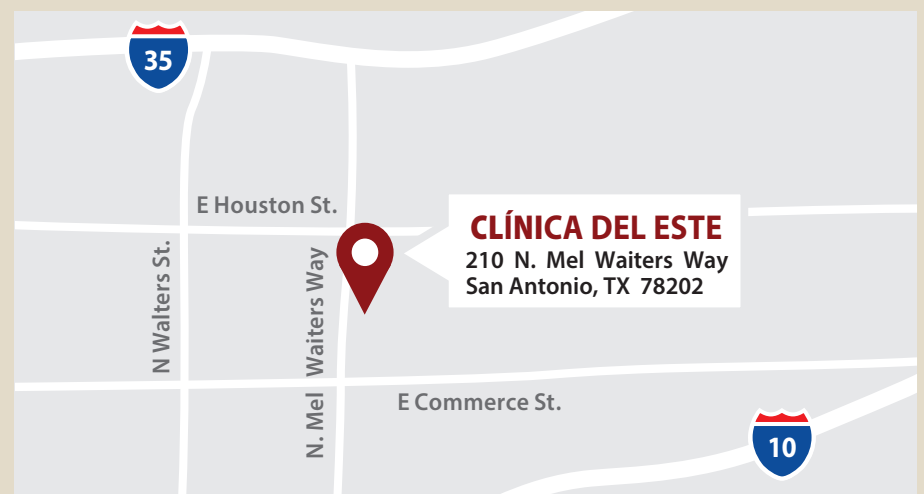 35
E Houston St.
CLÍNICA DEL ESTE
210 N. Mel Waiters Way
San Antonio, TX 78202
N Walters St.
N. Mel Waiters Way
E Commerce St.
10